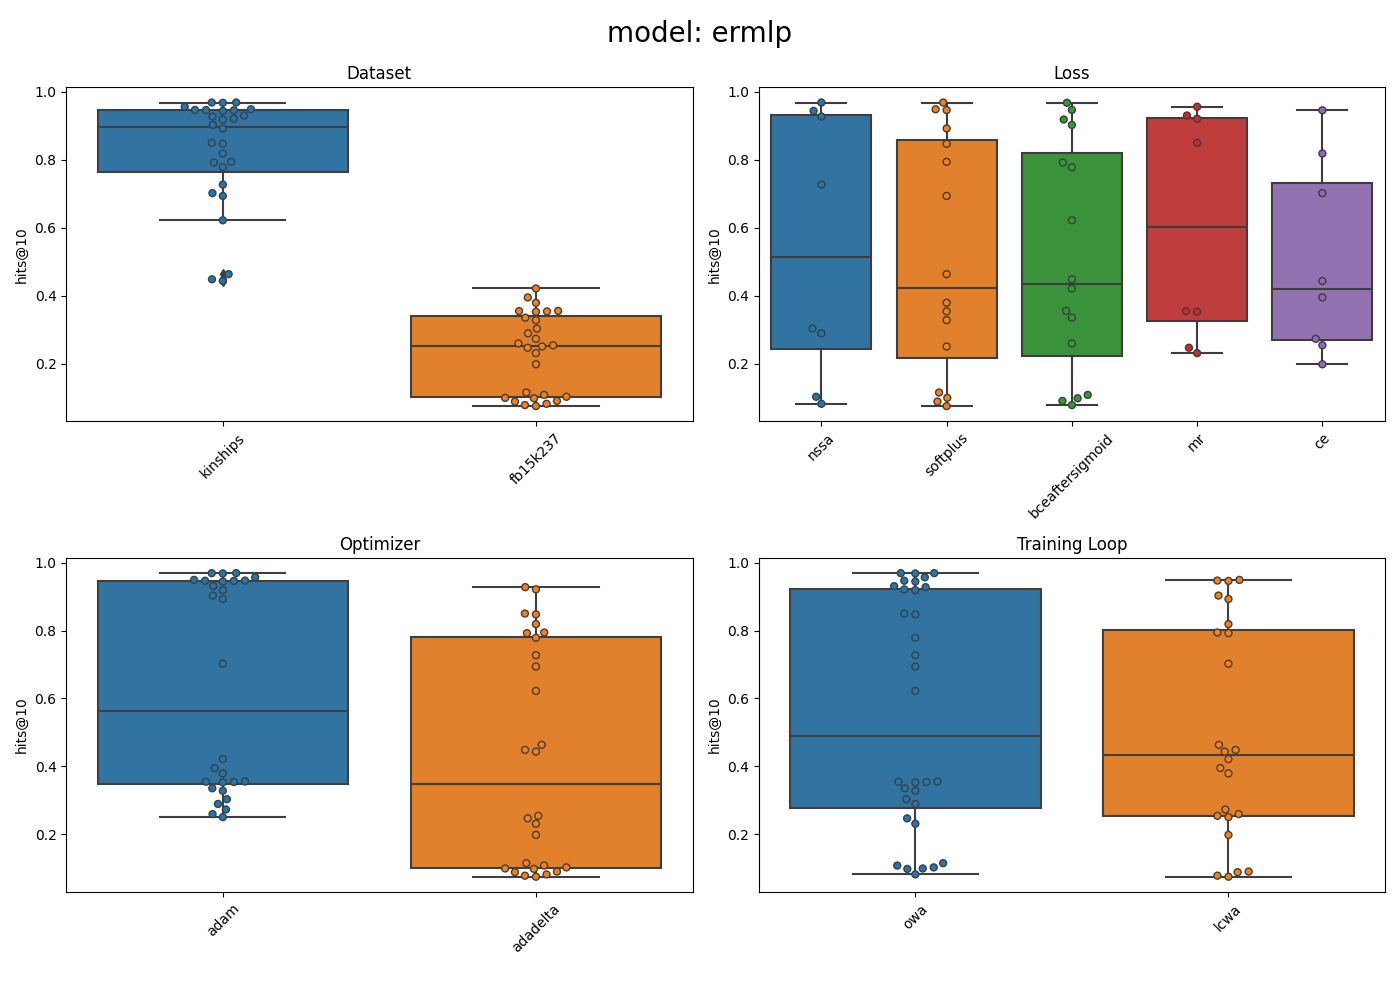 model: ermlp
Dataset
hits@10
1.0
0.8
0.6
0.4
0.2
kinships
fb15k237
Loss
hits@10
1.0
0.8
0.6
0.4
0.2
nssa
softplus
bceaftersigmoid
mr
ce
Optimizer
hits@10
1.0
0.8
0.6
0.4
0.2
adam
adadelta
Training Loop
hits@10
1.0
0.8
0.6
0.4
0.2
owa
lcwa